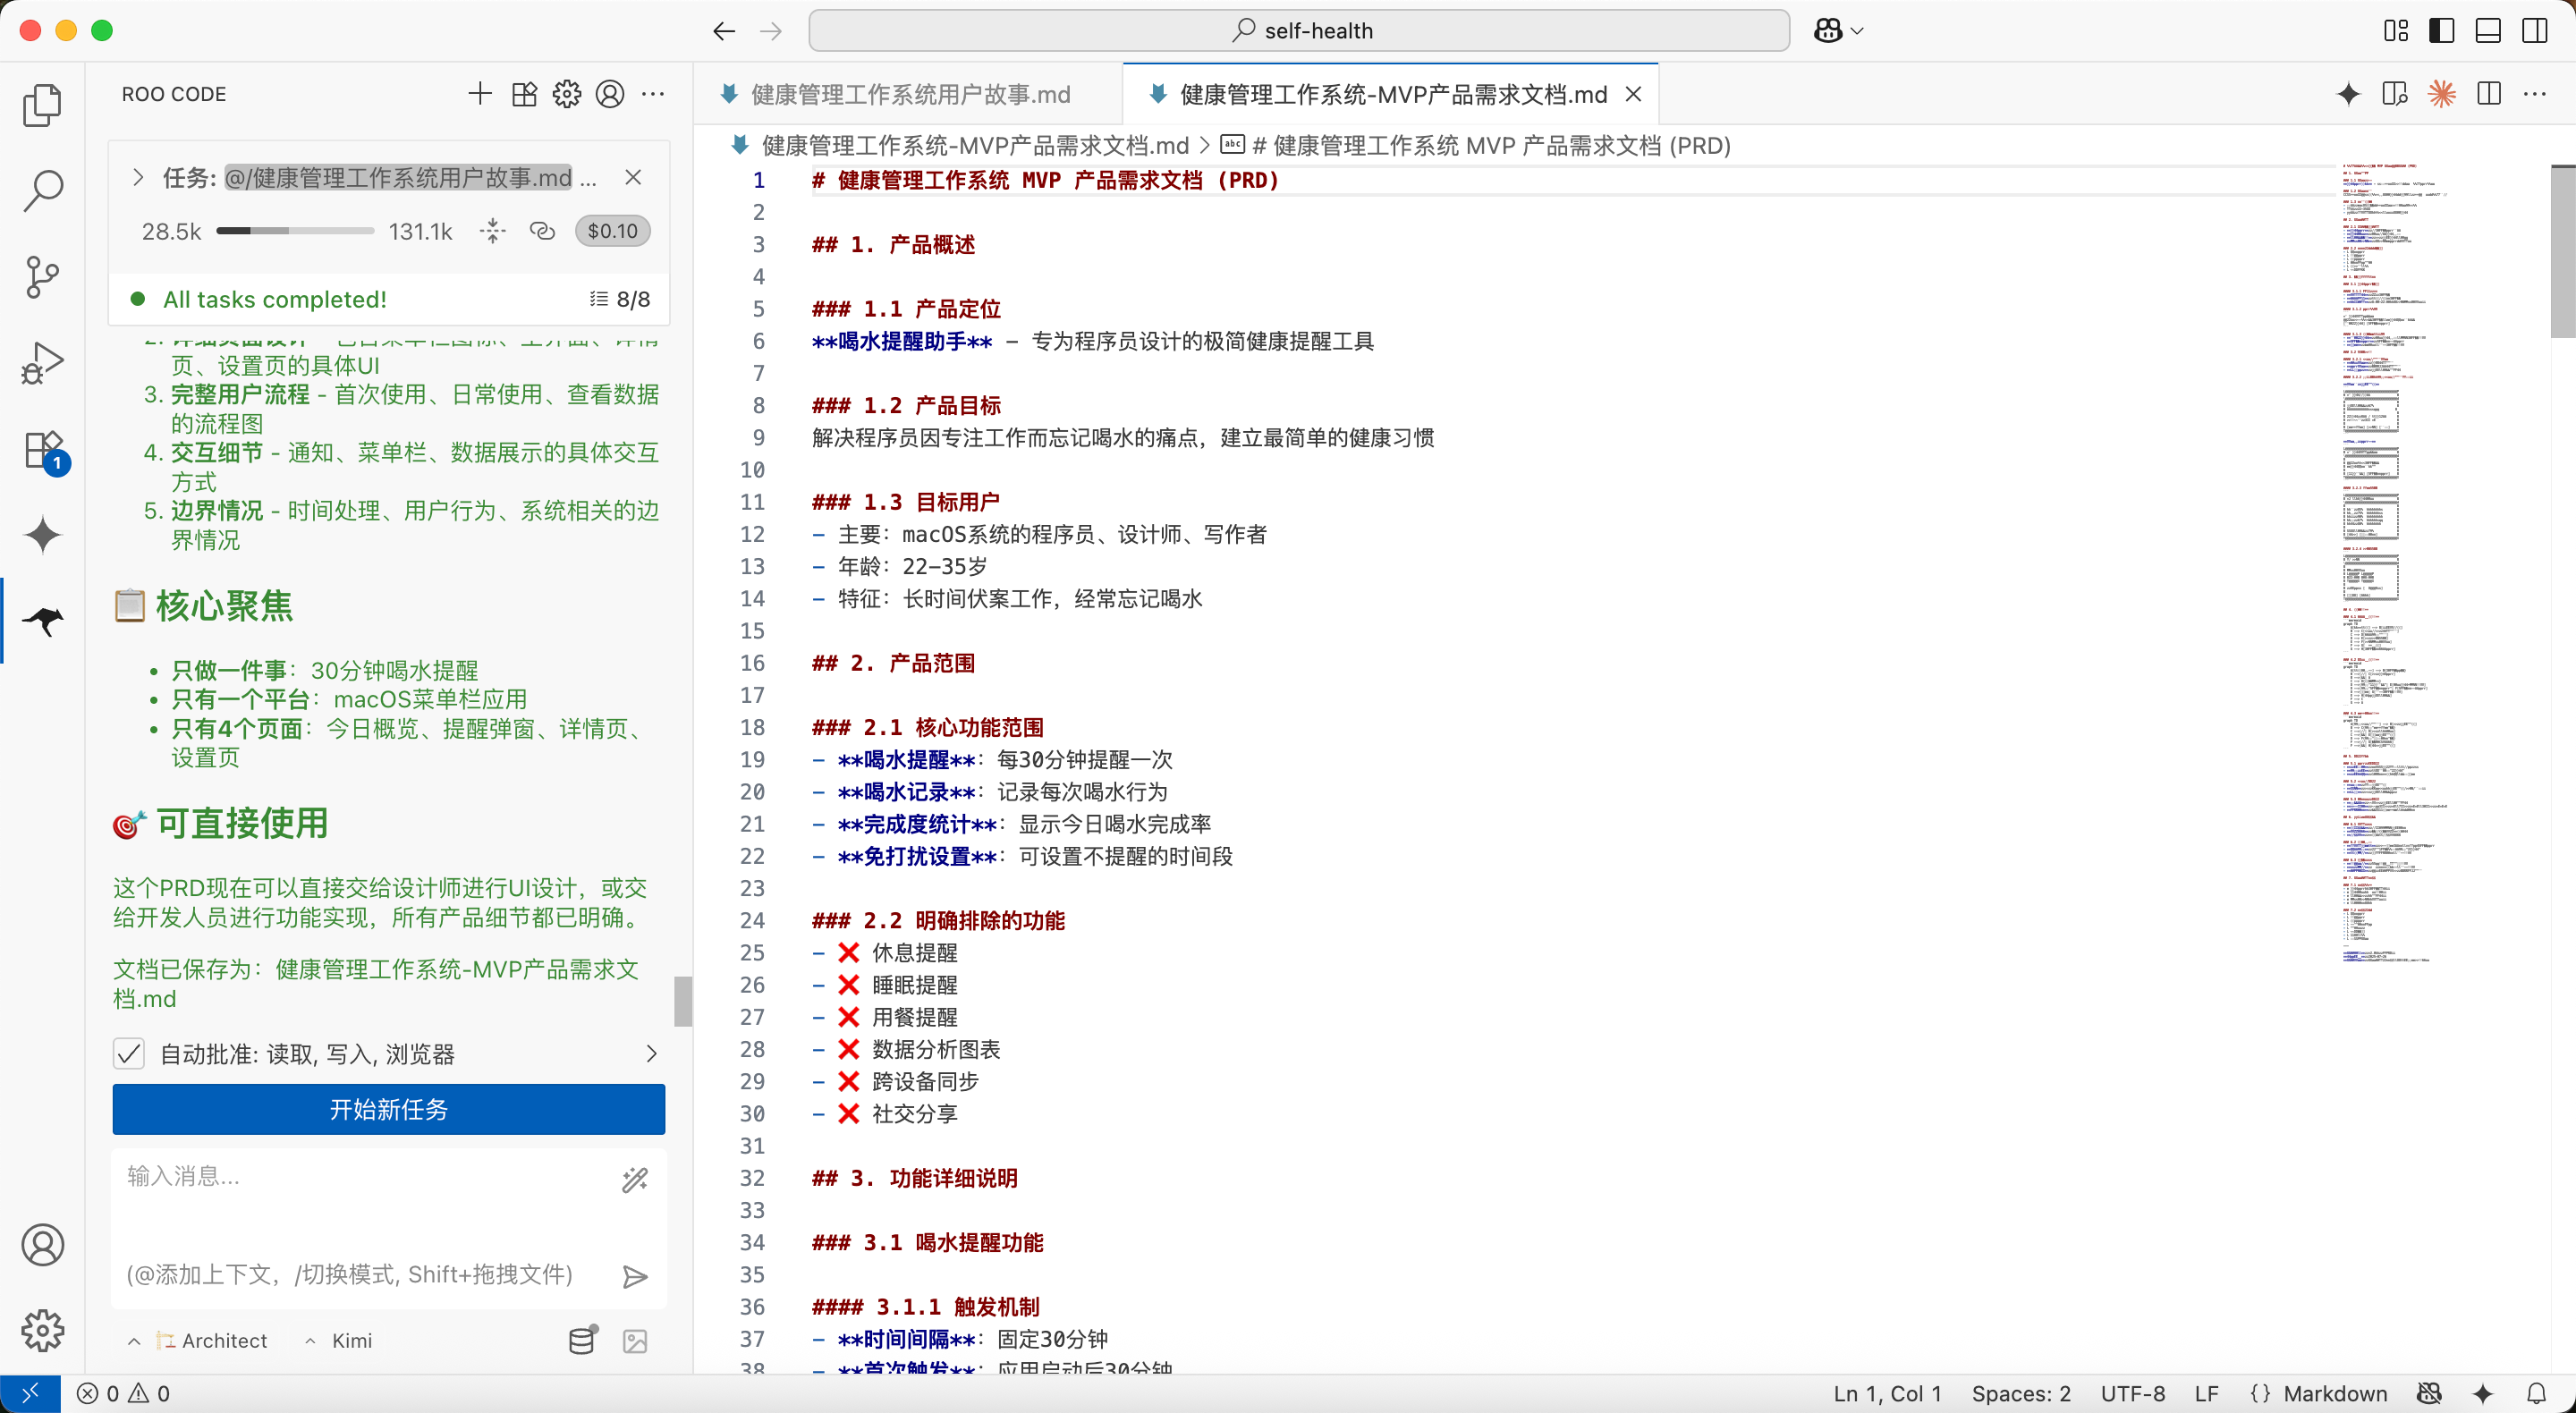 self-health
ROO CODE
任务: @/健康管理工作系统用户故事.md ...
28.5k 131.1k $0.10
All tasks completed! 8/8
页、设置页的具体UI
3. 完整用户流程 - 首次使用、日常使用、查看数据
的流程图
4. 交互细节 - 通知、菜单栏、数据展示的具体交互
方式
5. 边界情况 - 时间处理、用户行为、系统相关的边
界情况
📋 核心聚焦
• 只做一件事：30分钟喝水提醒
• 只有一个平台：macOS菜单栏应用
• 只有4个页面：今日概览、提醒弹窗、详情页、
设置页
🎯 可直接使用
这个PRD现在可以直接交给设计师进行UI设计，或交
给开发人员进行功能实现，所有产品细节都已明确。
文档已保存为：健康管理工作系统-MVP产品需求文
档.md
自动批准: 读取, 写入, 浏览器
开始新任务
输入消息...
(@添加上下文，/切换模式, Shift+拖拽文件)
Architect Kimi
1
健康管理工作系统用户故事.md
健康管理工作系统-MVP产品需求文档.md
健康管理工作系统-MVP产品需求文档.md > # 健康管理工作系统 MVP 产品需求文档 (PRD)
1 # 健康管理工作系统 MVP 产品需求文档 (PRD)
2
3 ## 1. 产品概述
4
5 ### 1.1 产品定位
6 **喝水提醒助手** - 专为程序员设计的极简健康提醒工具
7
8 ### 1.2 产品目标
9 解决程序员因专注工作而忘记喝水的痛点，建立最简单的健康习惯
10
11 ### 1.3 目标用户
12 - 主要：macOS系统的程序员、设计师、写作者
13 - 年龄：22-35岁
14 - 特征：长时间伏案工作，经常忘记喝水
15
16 ## 2. 产品范围
17
18 ### 2.1 核心功能范围
19 - **喝水提醒**：每30分钟提醒一次
20 - **喝水记录**：记录每次喝水行为
21 - **完成度统计**：显示今日喝水完成率
22 - **免打扰设置**：可设置不提醒的时间段
23
24 ### 2.2 明确排除的功能
25 - ❌ 休息提醒
26 - ❌ 睡眠提醒
27 - ❌ 用餐提醒
28 - ❌ 数据分析图表
29 - ❌ 跨设备同步
30 - ❌ 社交分享
31
32 ## 3. 功能详细说明
33
34 ### 3.1 喝水提醒功能
35
36 #### 3.1.1 触发机制
37 - **时间间隔**：固定30分钟
38 - **首次触发**：应用启动后30分钟
0 0
Ln 1, Col 1 Spaces: 2 UTF-8 LF {} Markdown